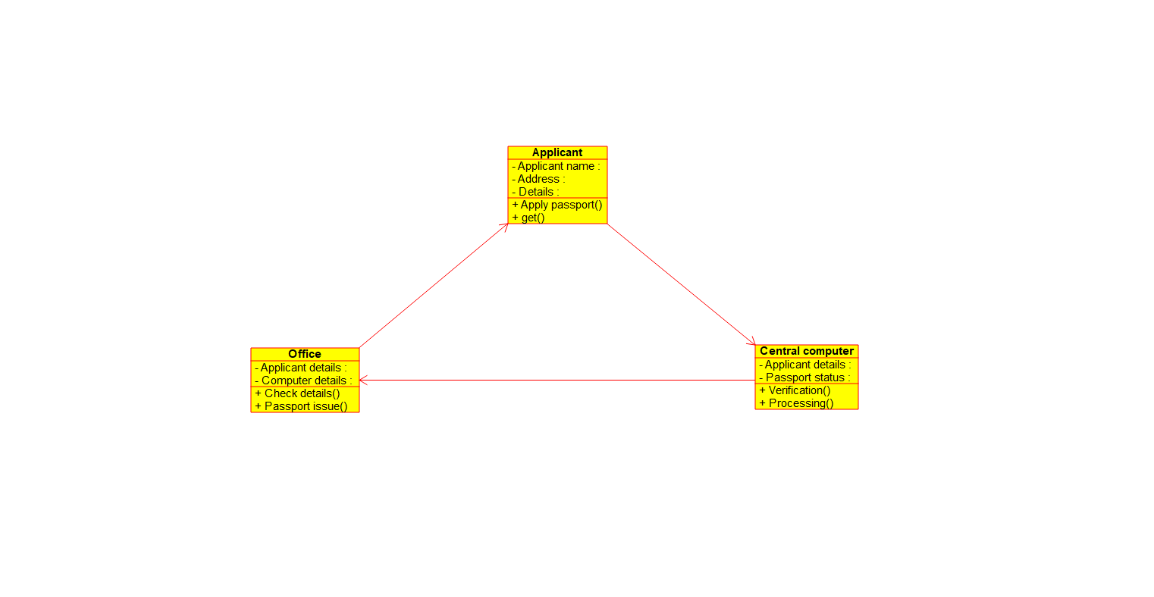 Applicant
- Applicant name :
- Address :
- Details :
+ Apply passport()
+ get()
Office
- Applicant details :
- Computer details :
+ Check details()
+ Passport issue()
Central computer
- Applicant details :
- Passport status :
+ Verification()
+ Processing()